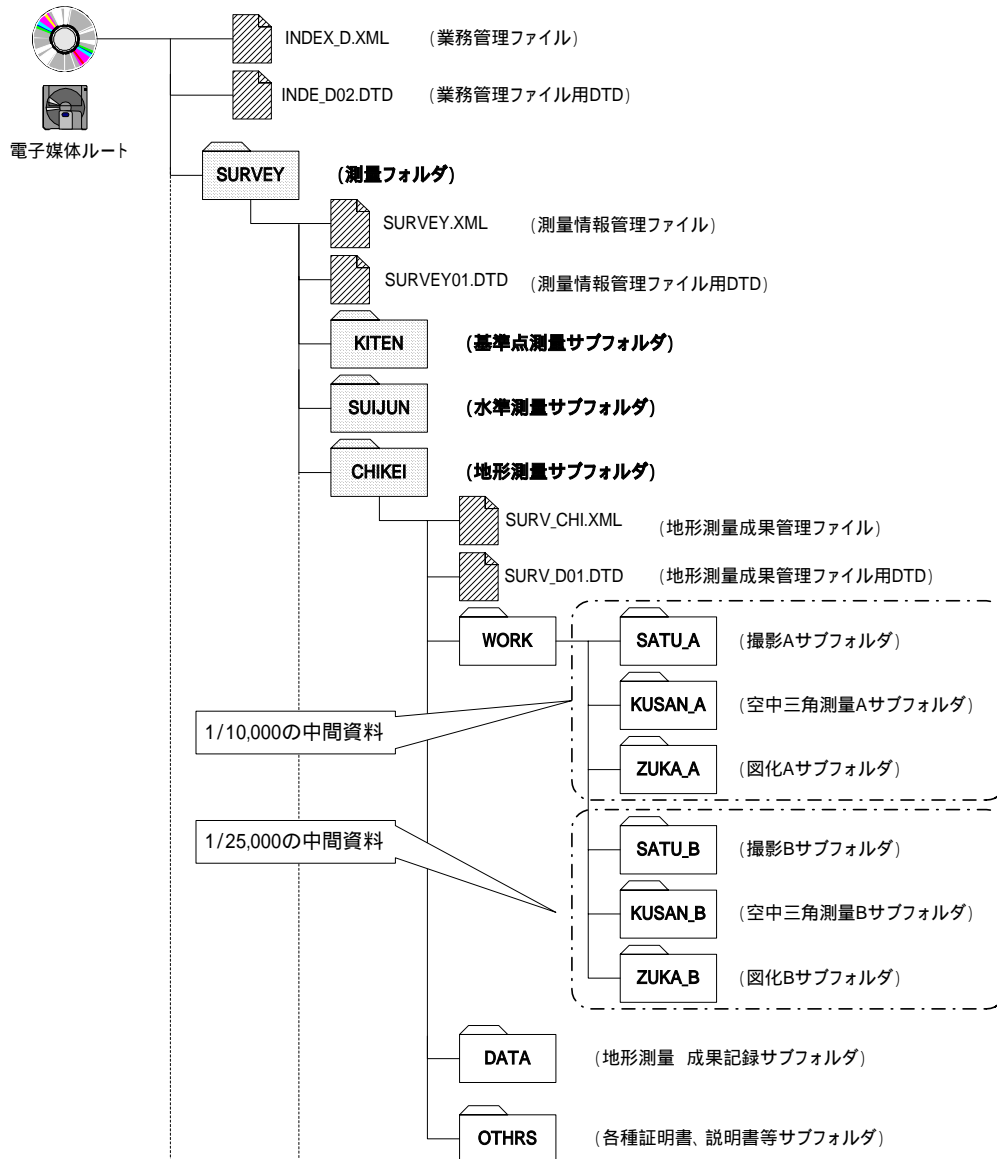 INDEX_D.XML (業務管理ファイル)
INDE_D02.DTD (業務管理ファイル用DTD)
電子媒体ルート
SURVEY (測量フォルダ)
SURVEY.XML (測量情報管理ファイル)
SURVEY01.DTD (測量情報管理ファイル用DTD)
KITEN (基準点測量サブフォルダ)
SUIJUN (水準測量サブフォルダ)
CHIKEI (地形測量サブフォルダ)
SURV_CHI.XML (地形測量成果管理ファイル)
SURV_D01.DTD (地形測量成果管理ファイル用DTD)
WORK
SATU_A (撮影Aサブフォルダ)
KUSAN_A (空中三角測量Aサブフォルダ)
1/10,000の中間資料
ZUKA_A (図化Aサブフォルダ)
1/25,000の中間資料
SATU_B (撮影Bサブフォルダ)
KUSAN_B (空中三角測量Bサブフォルダ)
ZUKA_B (図化Bサブフォルダ)
DATA (地形測量 成果記録サブフォルダ)
OTHRS (各種証明書、説明書等サブフォルダ)